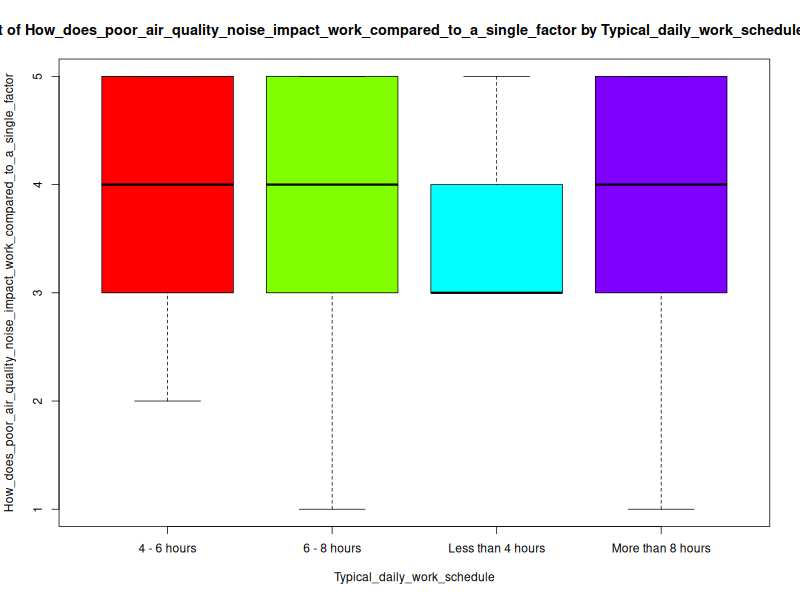 t of How_does_poor_air_quality_noise_impact_work_compared_to_a_single_factor by Typical_daily_work_schedule
How_does_poor_air_quality_noise_impact_work_compared_to_a_single_factor
5
4
3
2
1
4 - 6 hours
6 - 8 hours
Less than 4 hours
More than 8 hours
Typical_daily_work_schedule